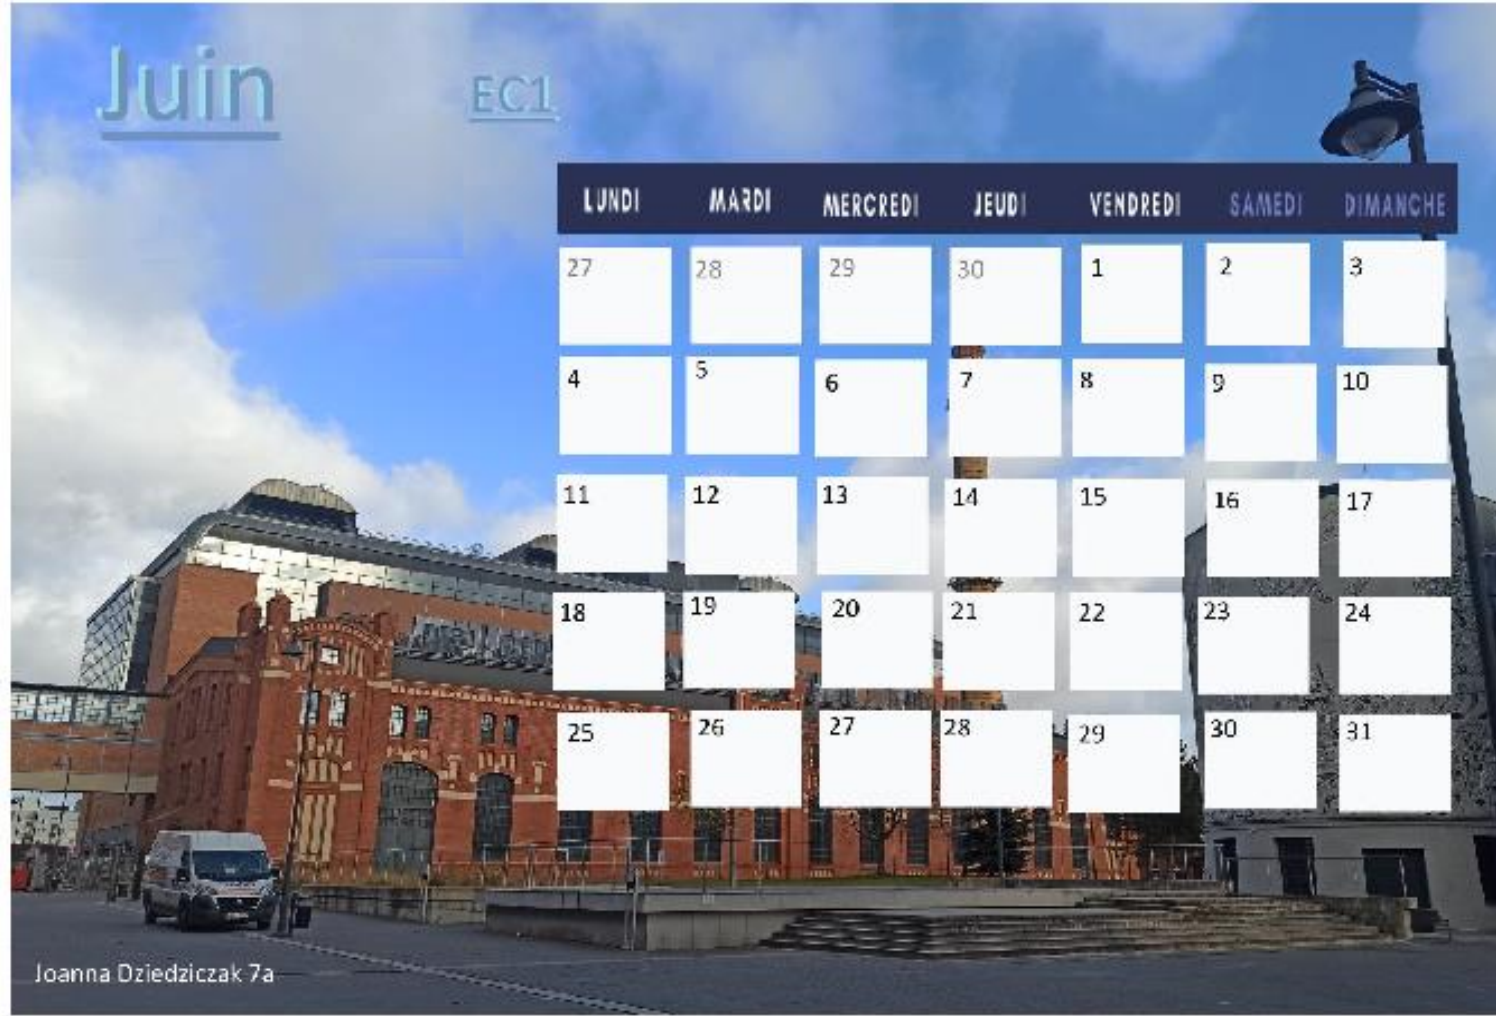 Juin
EC1
LUNDI MARDI MERCREDI JEUDI VENDREDI SAMEDI DIMANCHE
27 28 29 30 1 2 3
4 5 6 7 8 9 10
11 12 13 14 15 16 17
18 19 20 21 22 23 24
25 26 27 28 29 30 31
Joanna Dziedziczak 7a